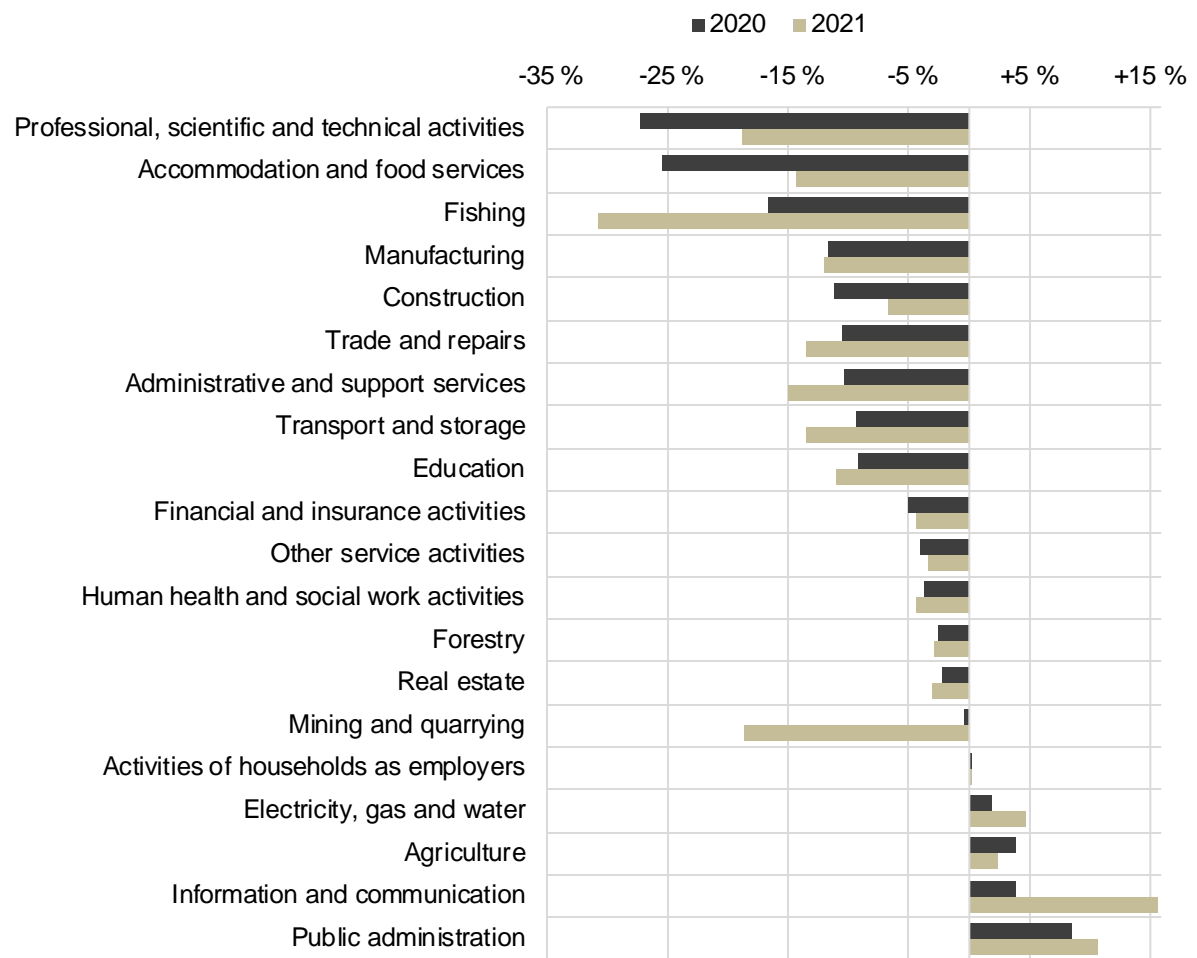 2020 2021
-35 % -25 % -15 % -5 % +5 % +15 %
Professional, scientific and technical activities
Accommodation and food services
Fishing
Manufacturing
Construction
Trade and repairs
Administrative and support services
Transport and storage
Education
Financial and insurance activities
Other service activities
Human health and social work activities
Forestry
Real estate
Mining and quarrying
Activities of households as employers
Electricity, gas and water
Agriculture
Information and communication
Public administration